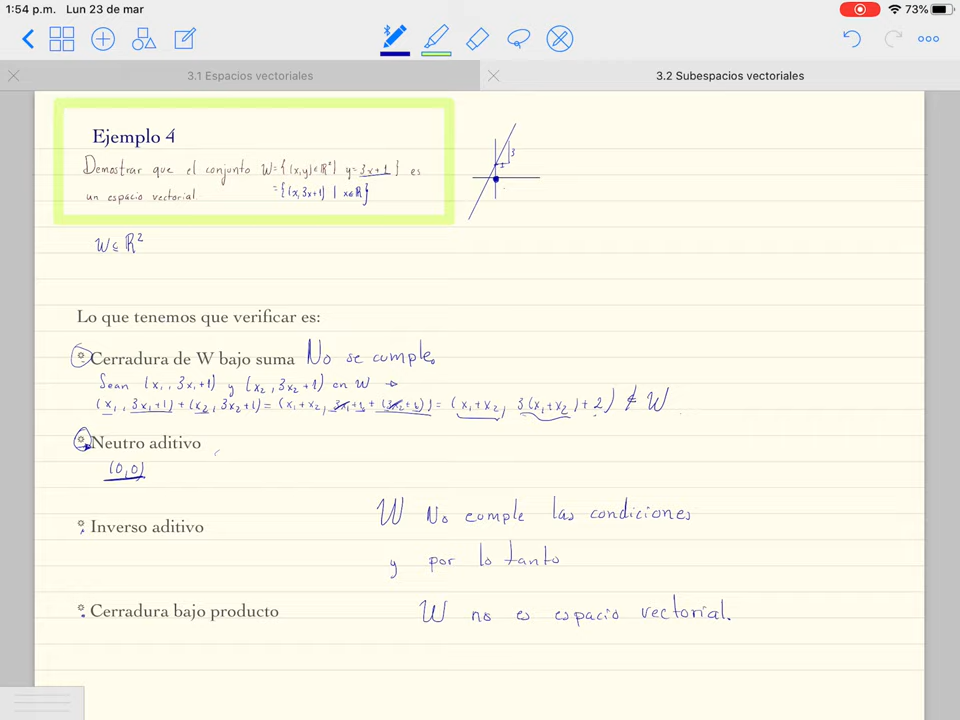 1:54 p.m. Lun 23 de mar 73%
3.1 Espacios vectoriales 3.2 Subespacios vectoriales
Ejemplo 4
Demostrar que el conjunto W={(x,y)∈ℝ² | y=3x+1} es
={(x,3x+1) | x∈ℝ}
un espacio vectorial.
3
1
W⊆ℝ²
Lo que tenemos que verificar es:
Cerradura de W bajo suma No se cumple.
Sean (x₁, 3x₁+1) y (x₂, 3x₂+1) en W →
(x₁, 3x₁+1) + (x₂, 3x₂+1) = (x₁+x₂, 3x₁+1+(3x₂+1)) = (x₁+x₂, 3(x₁+x₂)+2) ∉ W
Neutro aditivo
(0,0)
W No cumple las condiciones
Inverso aditivo
y por lo tanto
Cerradura bajo producto W no es espacio vectorial.